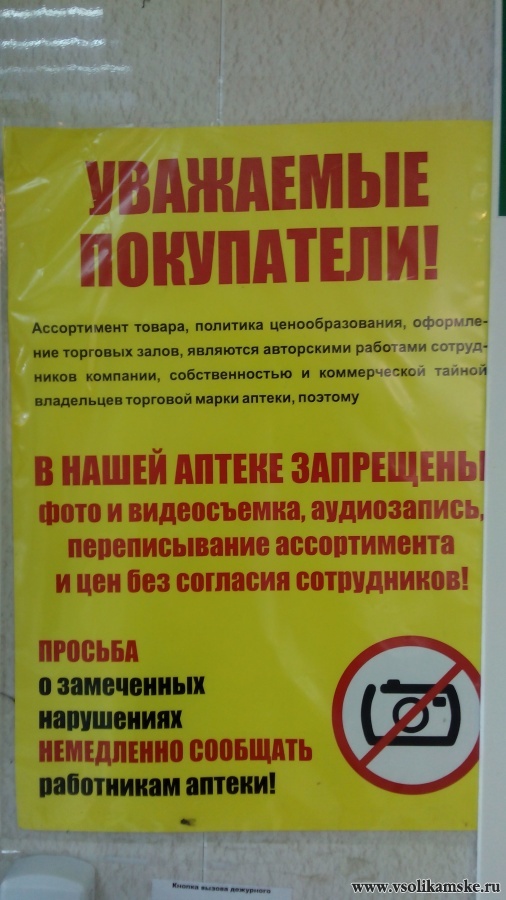 УВАЖАЕМЫЕ
ПОКУПАТЕЛИ!
Ассортимент товара, политика ценообразования, оформле-
ние торговых залов, являются авторскими работами сотруд-
ников компании, собственностью и коммерческой тайной
владельцев торговой марки аптеки, поэтому
В НАШЕЙ АПТЕКЕ ЗАПРЕЩЕНЫ
фото и видеосъемка, аудиозапись,
переписывание ассортимента
и цен без согласия сотрудников!
ПРОСЬБА
о замеченных
нарушениях
НЕМЕДЛЕННО СООБЩАТЬ
работникам аптеки!
Кнопка вызова дежурного
www.vsolikamske.ru